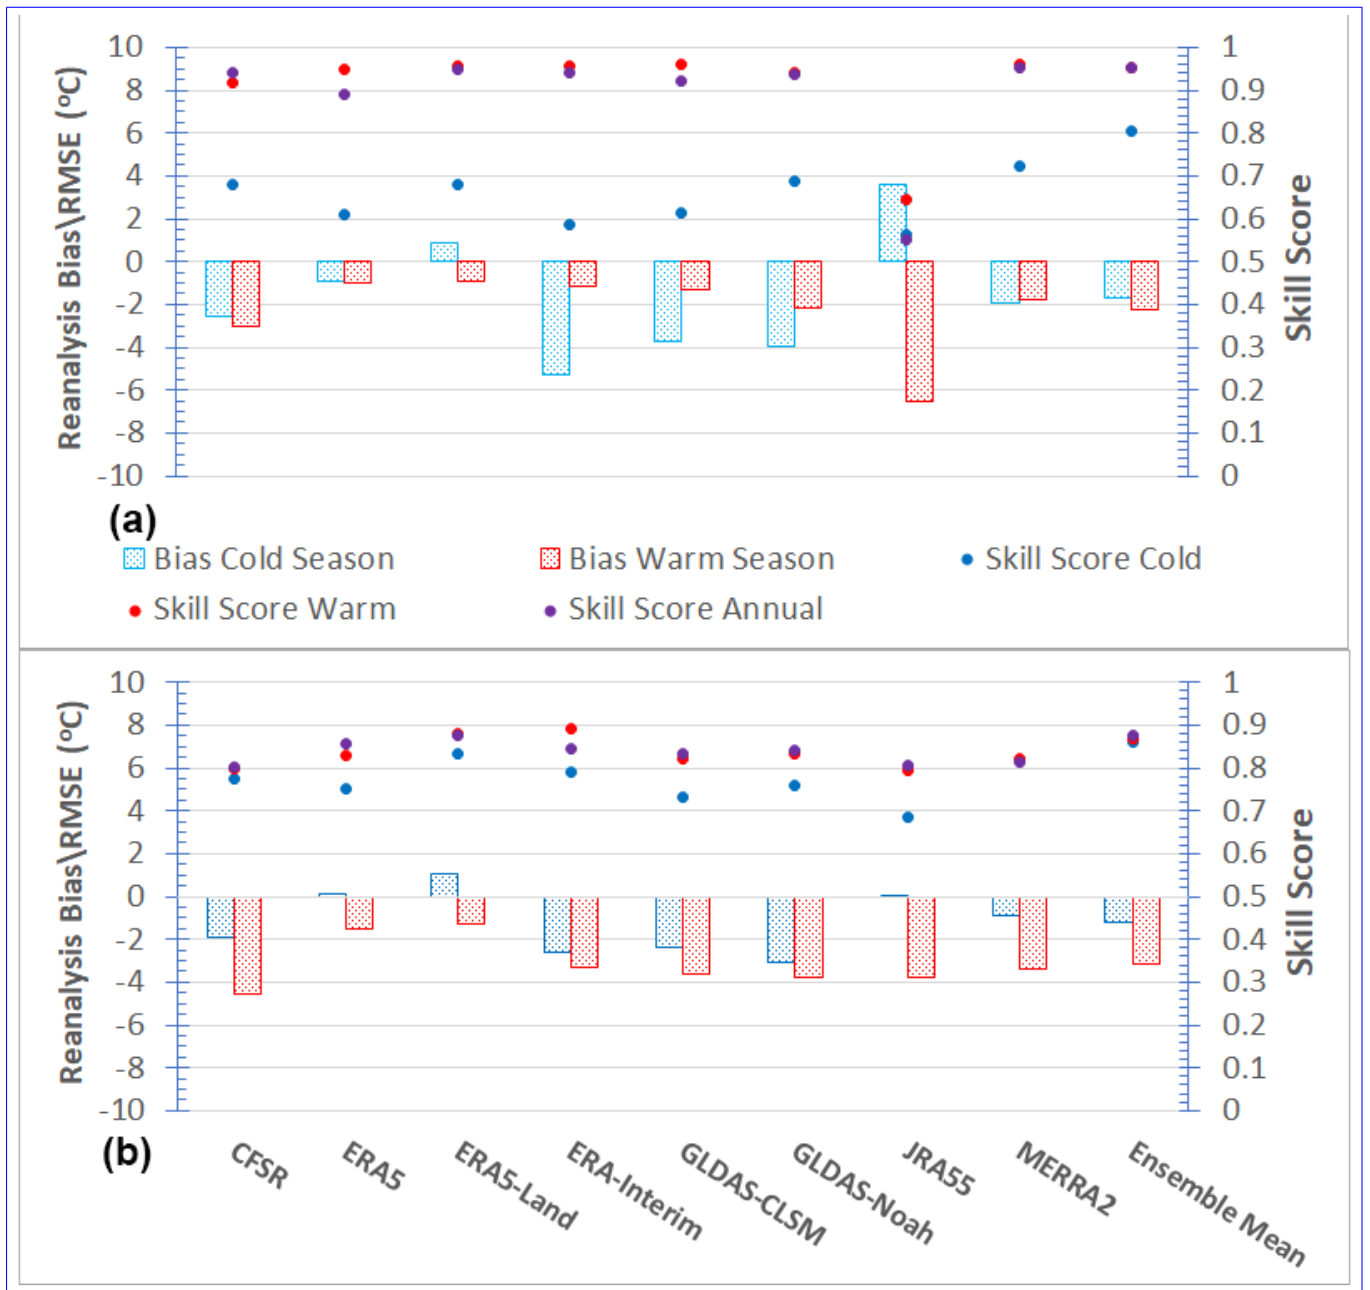 Reanalysis Bias\RMSE (°C)
10
8
6
4
2
0
-2
-4
-6
-8
-10
1
0.9
0.8
0.7
0.6
0.5
0.4
0.3
0.2
0.1
0
Skill Score
(a)
Bias Cold Season Bias Warm Season Skill Score Cold
Skill Score Warm Skill Score Annual
Reanalysis Bias\RMSE (°C)
10
8
6
4
2
0
-2
-4
-6
-8
-10
1
0.9
0.8
0.7
0.6
0.5
0.4
0.3
0.2
0.1
0
Skill Score
(b)
CFSR
ERA5
ERA5-Land
ERA-Interim
GLDAS-CLSM
GLDAS-Noah
JRA55
MERRA2
Ensemble Mean